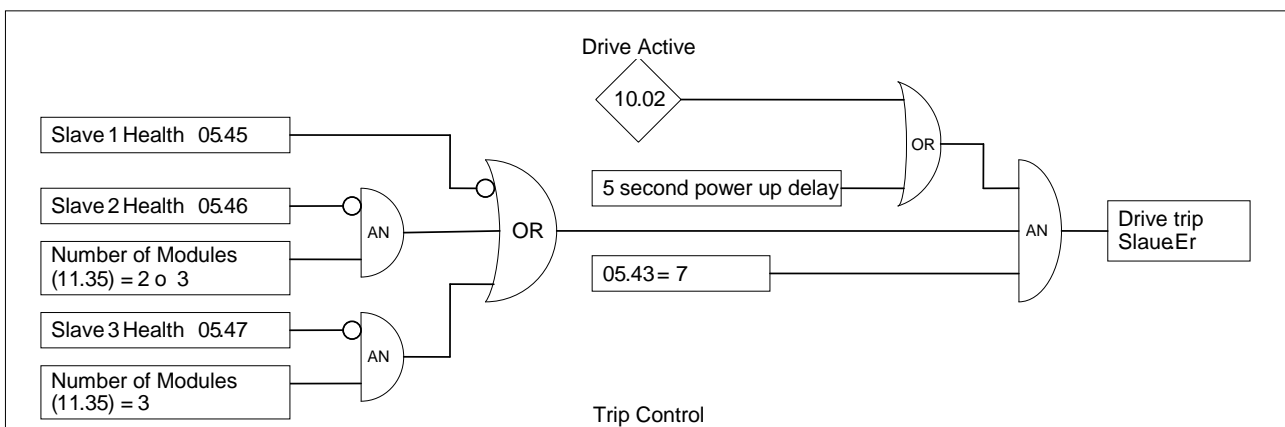 Drive Active
10.02
Slave 1 Health 05.45
OR
5 second power up delay
Slave 2 Health 05.46
AN
OR
AN
Drive trip
Slaue.Er
Number of Modules
(11.35) = 2 o 3
05.43 = 7
Slave 3 Health 05.47
AN
Number of Modules
(11.35) = 3
Trip Control